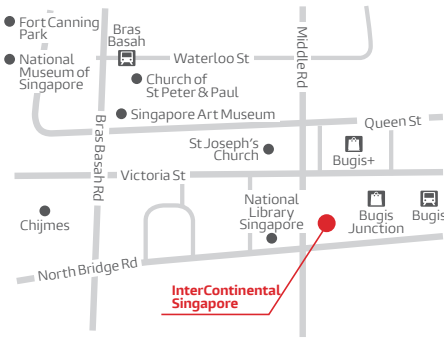 Fort Canning
Park
National
Museum of
Singapore
Bras
Basah
Waterloo St
Middle Rd
Church of
St Peter & Paul
Singapore Art Museum
Queen St
Bras Basah Rd
St Joseph's
Church
Bugis+
Victoria St
Chijmes
National
Library
Singapore
Bugis
Junction
Bugis
North Bridge Rd
InterContinental
Singapore